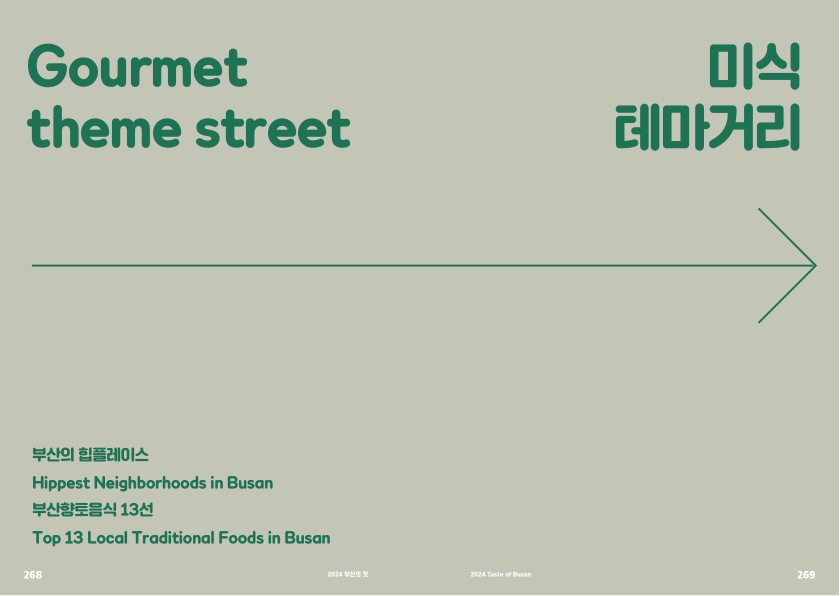 Gourmet
theme street
미식
테마거리
부산의 힙플레이스
Hippest Neighborhoods in Busan
부산향토음식 13선
Top 13 Local Traditional Foods in Busan
268
2024 부산의 맛
2024 Taste of Busan
269